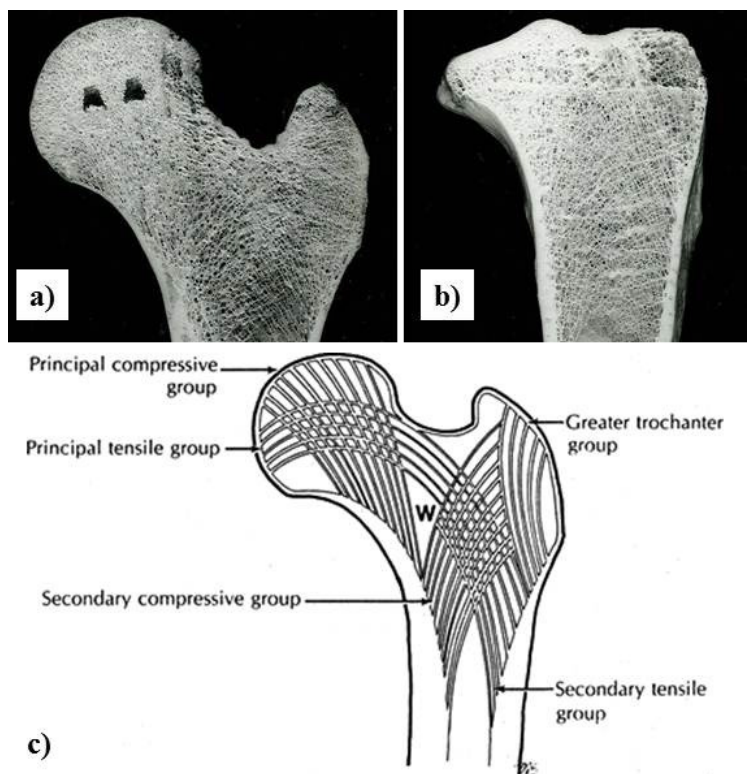 a)
b)
Principal compressive
group
Principal tensile group
Greater trochanter
group
W
Secondary compressive group
Secondary tensile
group
c)